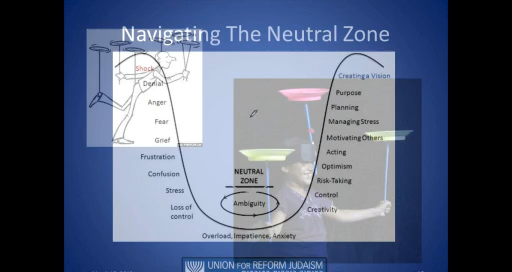 Navigating The Neutral Zone
Shock
Denial
Anger
Fear
Grief
Frustration
Confusion
Stress
Loss of
control
Overload, Impatience, Anxiety
NEUTRAL
ZONE
Ambiguity
Creating a Vision
Purpose
Planning
Managing Stress
Motivating Others
Acting
Optimism
Risk-Taking
Control
Creativity
UNION FOR REFORM JUDAISM